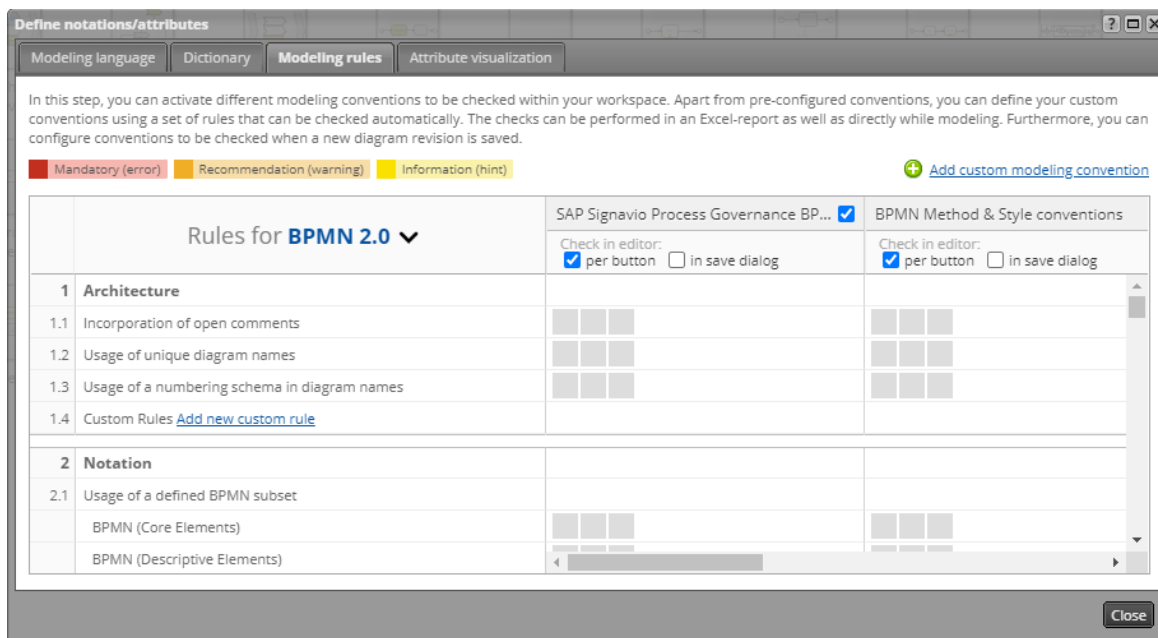 Define notations/attributes
?
Modeling language Dictionary Modeling rules Attribute visualization
In this step, you can activate different modeling conventions to be checked within your workspace. Apart from pre-configured conventions, you can define your custom
conventions using a set of rules that can be checked automatically. The checks can be performed in an Excel-report as well as directly while modeling. Furthermore, you can
configure conventions to be checked when a new diagram revision is saved.
Mandatory (error) Recommendation (warning) Information (hint) Add custom modeling convention
Rules for BPMN 2.0
SAP Signavio Process Governance BP... BPMN Method & Style conventions
Check in editor: Check in editor:
per button in save dialog per button in save dialog
1 Architecture
1.1 Incorporation of open comments
1.2 Usage of unique diagram names
1.3 Usage of a numbering schema in diagram names
1.4 Custom Rules Add new custom rule
2 Notation
2.1 Usage of a defined BPMN subset
BPMN (Core Elements)
BPMN (Descriptive Elements)
Close